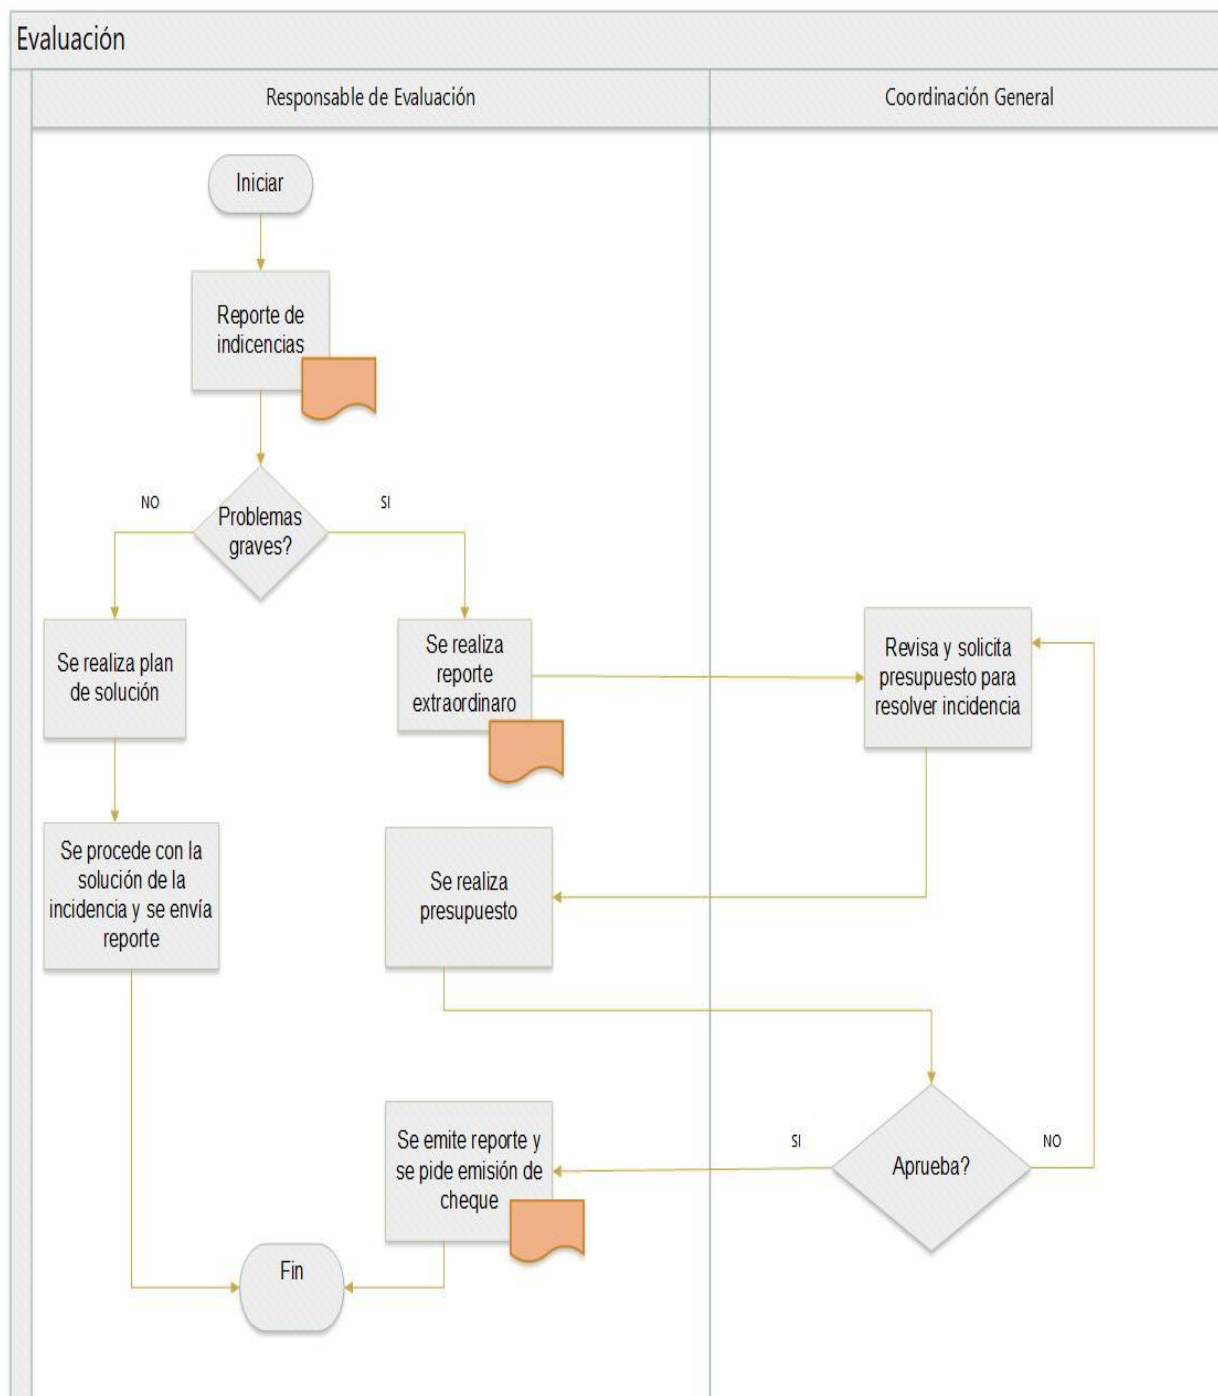 Evaluación
Responsable de Evaluación
Coordinación General
Iniciar
Reporte de
indicencias
NO
SI
Problemas
graves?
Se realiza plan
de solución
Se realiza
reporte
extraordinaro
Revisa y solicita
presupuesto para
resolver incidencia
Se procede con la
solución de la
incidencia y se envía
reporte
Se realiza
presupuesto
Se emite reporte y
se pide emisión de
cheque
SI
Aprueba?
NO
Fin